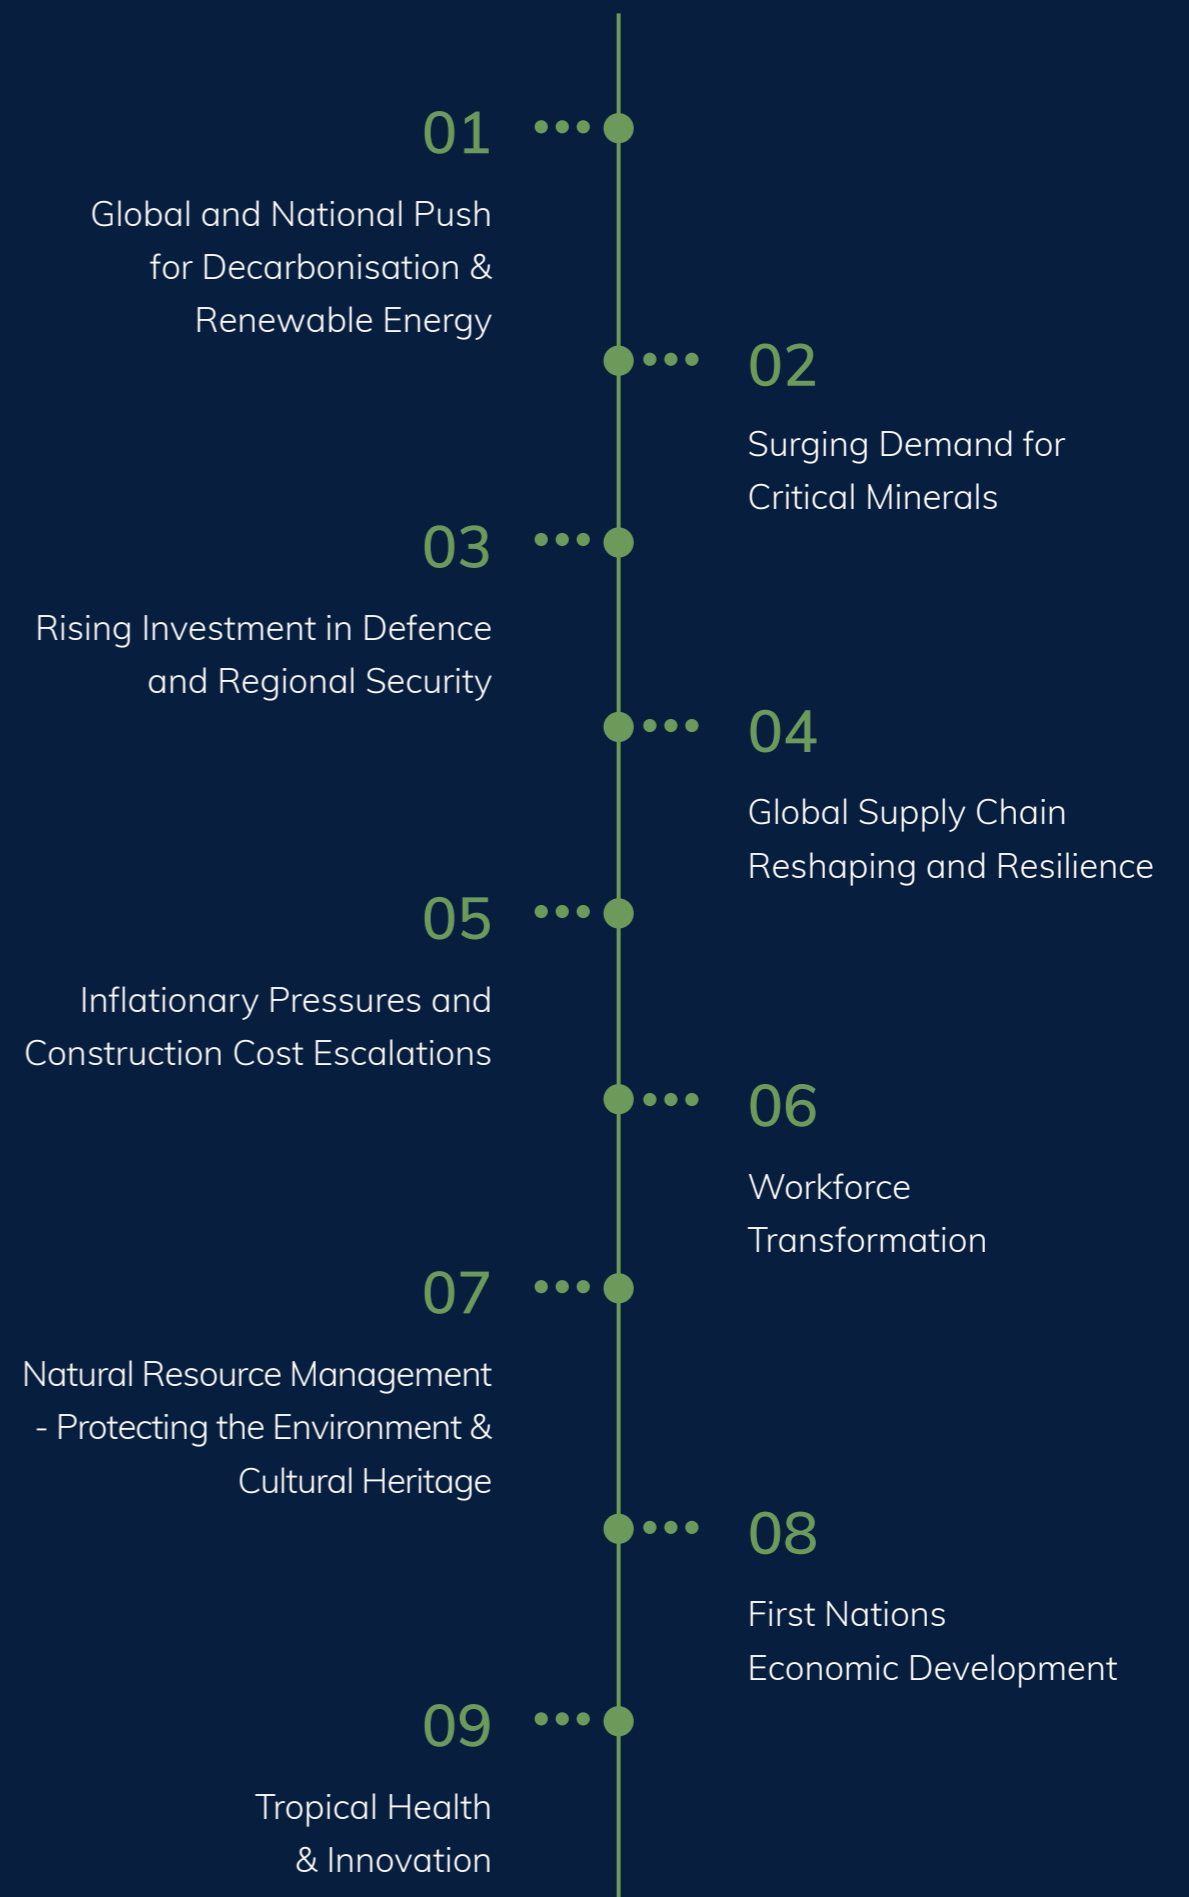 01
Global and National Push
for Decarbonisation &
Renewable Energy
02
Surging Demand for
Critical Minerals
03
Rising Investment in Defence
and Regional Security
04
Global Supply Chain
Reshaping and Resilience
05
Inflationary Pressures and
Construction Cost Escalations
06
Workforce
Transformation
07
Natural Resource Management
- Protecting the Environment &
Cultural Heritage
08
First Nations
Economic Development
09
Tropical Health
& Innovation